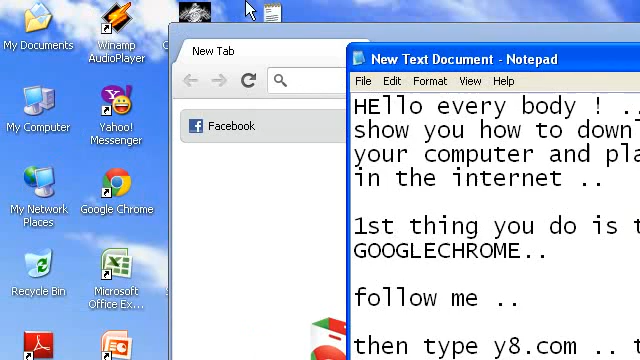 My Documents
Winamp
AudioPlayer
My Computer
Yahoo!
Messenger
My Network
Places
Google Chrome
Recycle Bin
Microsoft
Office Ex...
New Tab
Facebook
New Text Document - Notepad
File Edit Format View Help
HEllo every body ! ..
show you how to down
your computer and pla
in the internet ..
1st thing you do is t
GOOGLECHROME..
follow me ..
then type y8.com ..